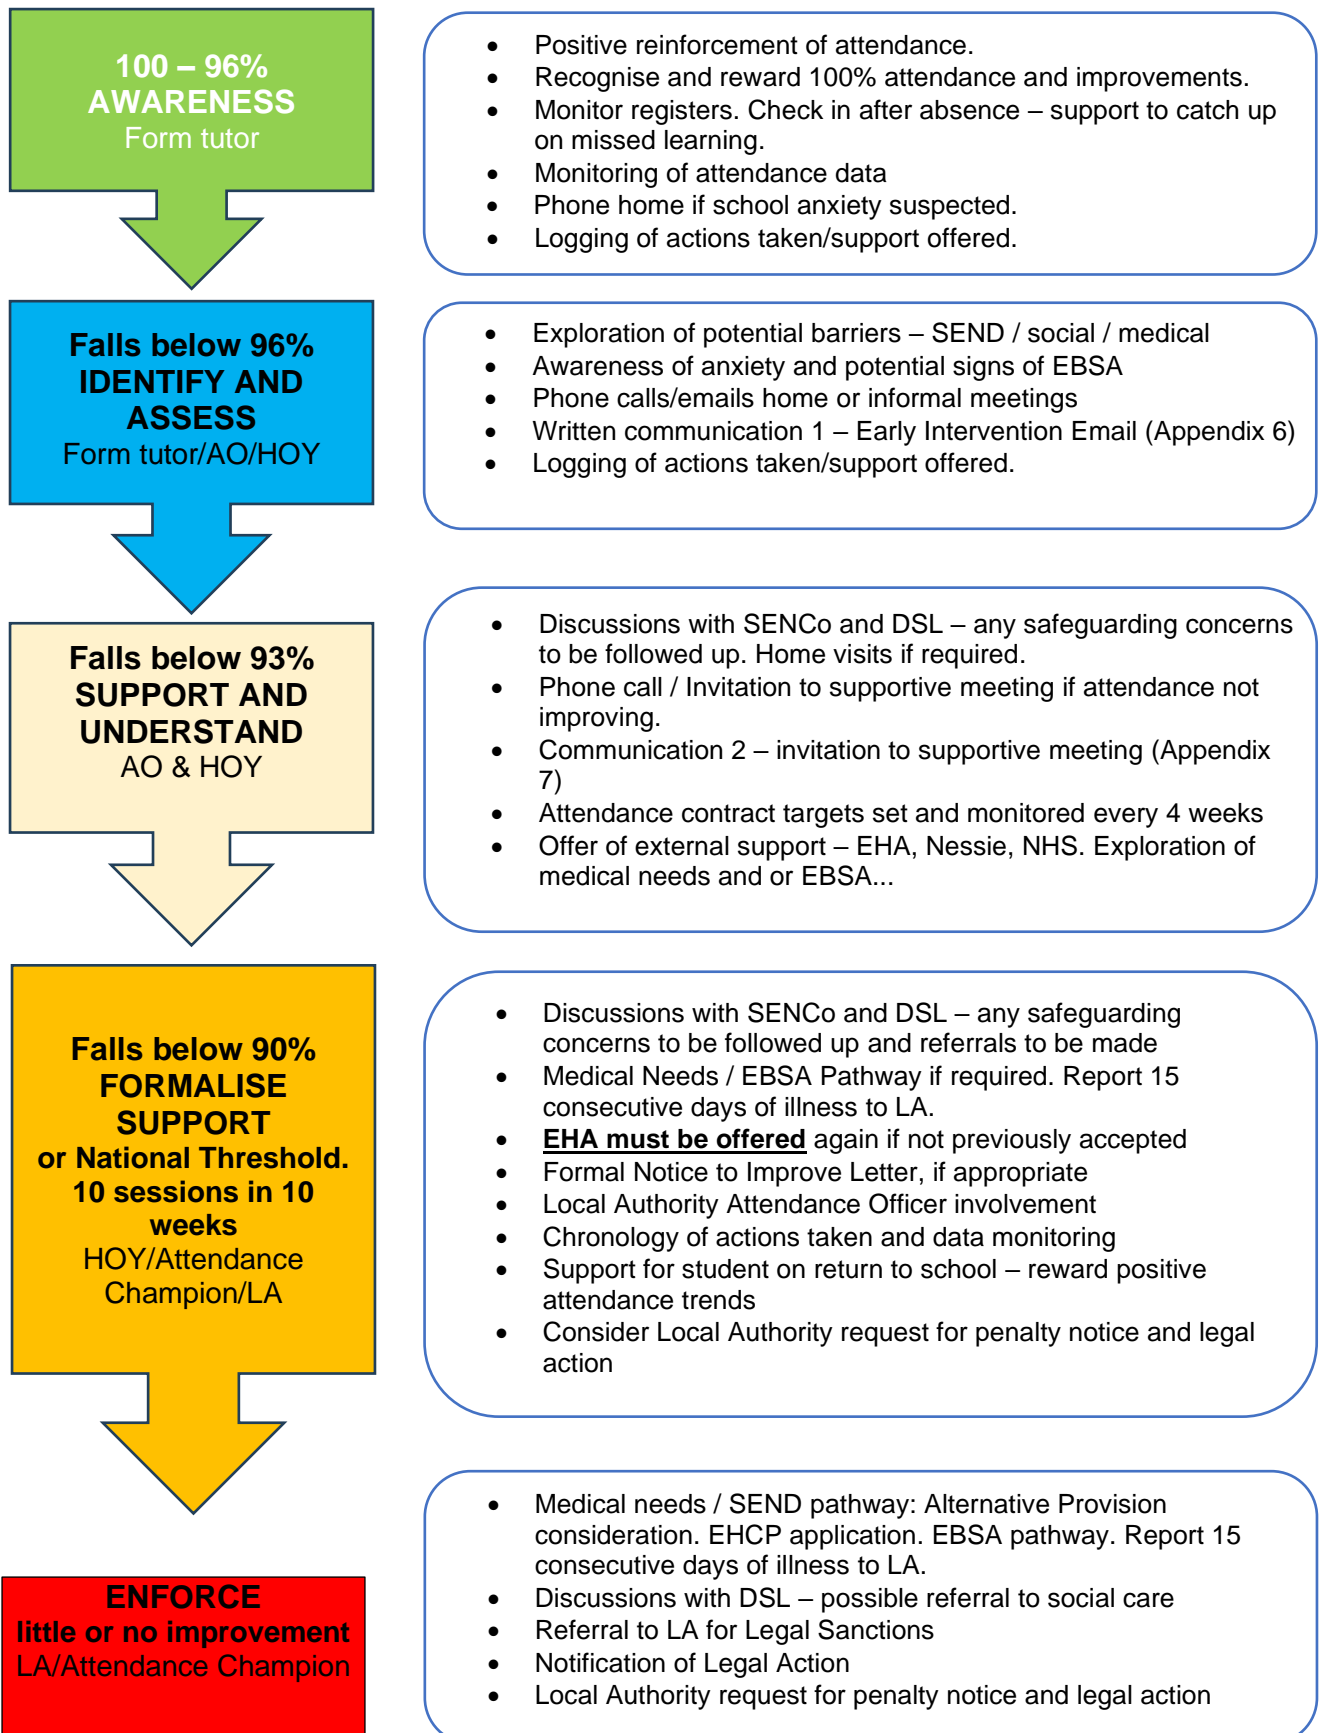 100 – 96%
AWARENESS
Form tutor
• Positive reinforcement of attendance.
• Recognise and reward 100% attendance and improvements.
• Monitor registers. Check in after absence – support to catch up
on missed learning.
• Monitoring of attendance data
• Phone home if school anxiety suspected.
• Logging of actions taken/support offered.
Falls below 96%
IDENTIFY AND
ASSESS
Form tutor/AO/HOY
• Exploration of potential barriers – SEND / social / medical
• Awareness of anxiety and potential signs of EBSA
• Phone calls/emails home or informal meetings
• Written communication 1 – Early Intervention Email (Appendix 6)
• Logging of actions taken/support offered.
Falls below 93%
SUPPORT AND
UNDERSTAND
AO & HOY
• Discussions with SENCo and DSL – any safeguarding concerns
to be followed up. Home visits if required.
• Phone call / Invitation to supportive meeting if attendance not
improving.
• Communication 2 – invitation to supportive meeting (Appendix
7)
• Attendance contract targets set and monitored every 4 weeks
• Offer of external support – EHA, Nessie, NHS. Exploration of
medical needs and or EBSA...
Falls below 90%
FORMALISE
SUPPORT
or National Threshold.
10 sessions in 10
weeks
HOY/Attendance
Champion/LA
• Discussions with SENCo and DSL – any safeguarding
concerns to be followed up and referrals to be made
• Medical Needs / EBSA Pathway if required. Report 15
consecutive days of illness to LA.
• EHA must be offered again if not previously accepted
• Formal Notice to Improve Letter, if appropriate
• Local Authority Attendance Officer involvement
• Chronology of actions taken and data monitoring
• Support for student on return to school – reward positive
attendance trends
• Consider Local Authority request for penalty notice and legal
action
ENFORCE
little or no improvement
LA/Attendance Champion
• Medical needs / SEND pathway: Alternative Provision
consideration. EHCP application. EBSA pathway. Report 15
consecutive days of illness to LA.
• Discussions with DSL – possible referral to social care
• Referral to LA for Legal Sanctions
• Notification of Legal Action
• Local Authority request for penalty notice and legal action